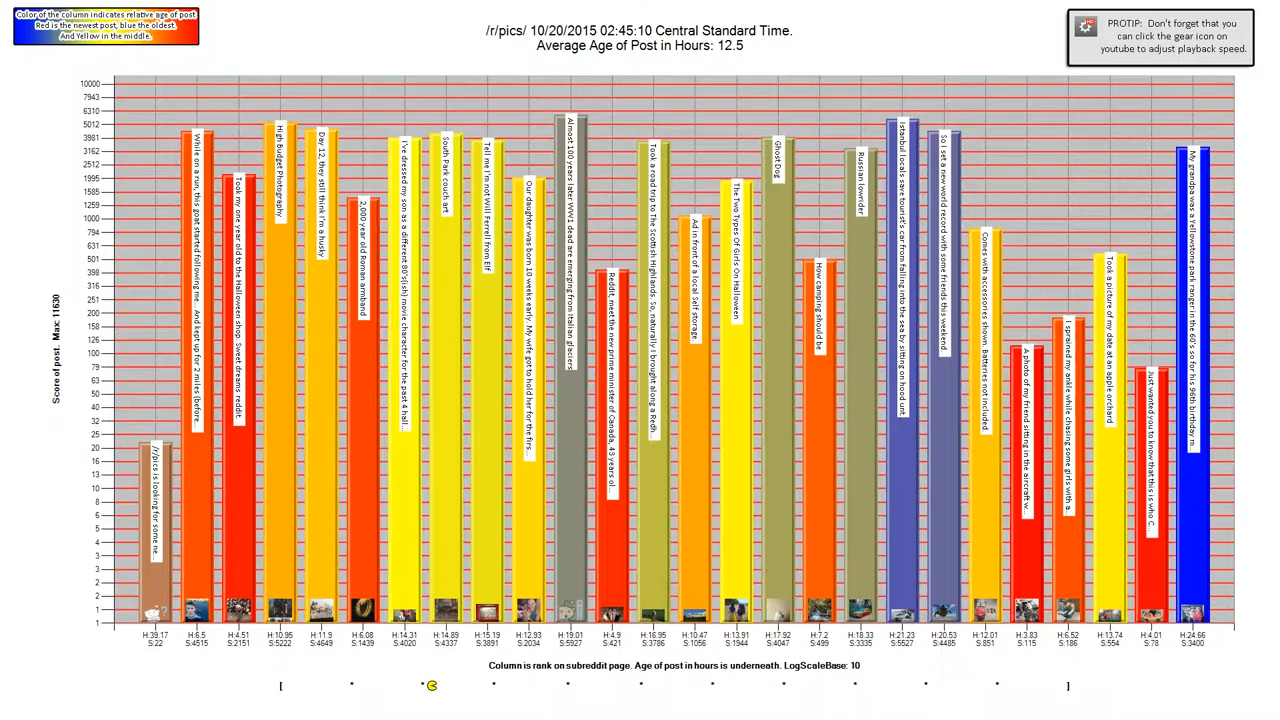 Color of the column indicates relative age of post.
Red is the newest post, blue the oldest.
And Yellow in the middle.
/r/pics/ 10/20/2015 02:45:10 Central Standard Time.
Average Age of Post in Hours: 12.5
PROTIP: Don't forget that you
can click the gear icon on
youtube to adjust playback speed.
Score of post. Max: 11630
10000
7943
6310
5012
3981
3162
2512
1995
1585
1259
1000
794
631
501
398
316
251
200
158
126
100
79
63
50
40
32
25
20
16
13
10
8
6
5
4
3
3
2
2
1
1
/r/pics is looking for some ne
While on a run, this goat started following me. And kept up for 2 miles (before...
Took my one year old to the Halloween shop. Sweet dreams reddit.
High Budget Photography
Day 12, they still think I'm a husky
2,000 year old Roman armband
I've dressed my son as a different 80's(ish) movie character for the past 4 hall...
South Park couch art
Tell me I'm not Will Ferrel from Elf
Our daughter was born 10 weeks early. My wife got to hold her for the firs...
Almost 100 years later WW1 dead are emerging from Italian glaciers
Reddit, meet the new prime minister of Canada, 43 years ol...
Took a road trip to The Scottish Highlands. So, naturally I brought along a Redh...
Ad in front of a local Self storage
The Two Types Of Girls On Halloween
Ghost Dog
How camping should be
Russian lowrider
Istanbul locals save tourist's car from falling into the sea by sitting on hood unt
So I set a new world record with some friends this weekend
Comes with accessories shown. Batteries not included
A photo of my friend sitting in the aircraft w...
I sprained my ankle while chasing some girls with a...
Took a picture of my date at an apple orchard
Just wanted you to know that this is who C...
My grandpa was a Yellowstone park ranger in the 60's so for his 96th birthday m...
H:39.17 H:6.5 H:4.51 H:10.95 H:11.9 H:6.08 H:14.31 H:14.89 H:15.19 H:12.93 H:19.01 H:4.9 H:16.95 H:10.47 H:13.91 H:17.92 H:7.2 H:18.33 H:21.23 H:20.53 H:12.01 H:3.83 H:6.52 H:13.74 H:4.01 H:24.66
S:22 S:4515 S:2151 S:5222 S:4649 S:1439 S:4020 S:4337 S:3891 S:2034 S:5927 S:421 S:3786 S:1056 S:1944 S:4047 S:499 S:3335 S:5527 S:4485 S:851 S:115 S:186 S:554 S:78 S:3400
Column is rank on subreddit page. Age of post in hours is underneath. LogScaleBase: 10
[ ]